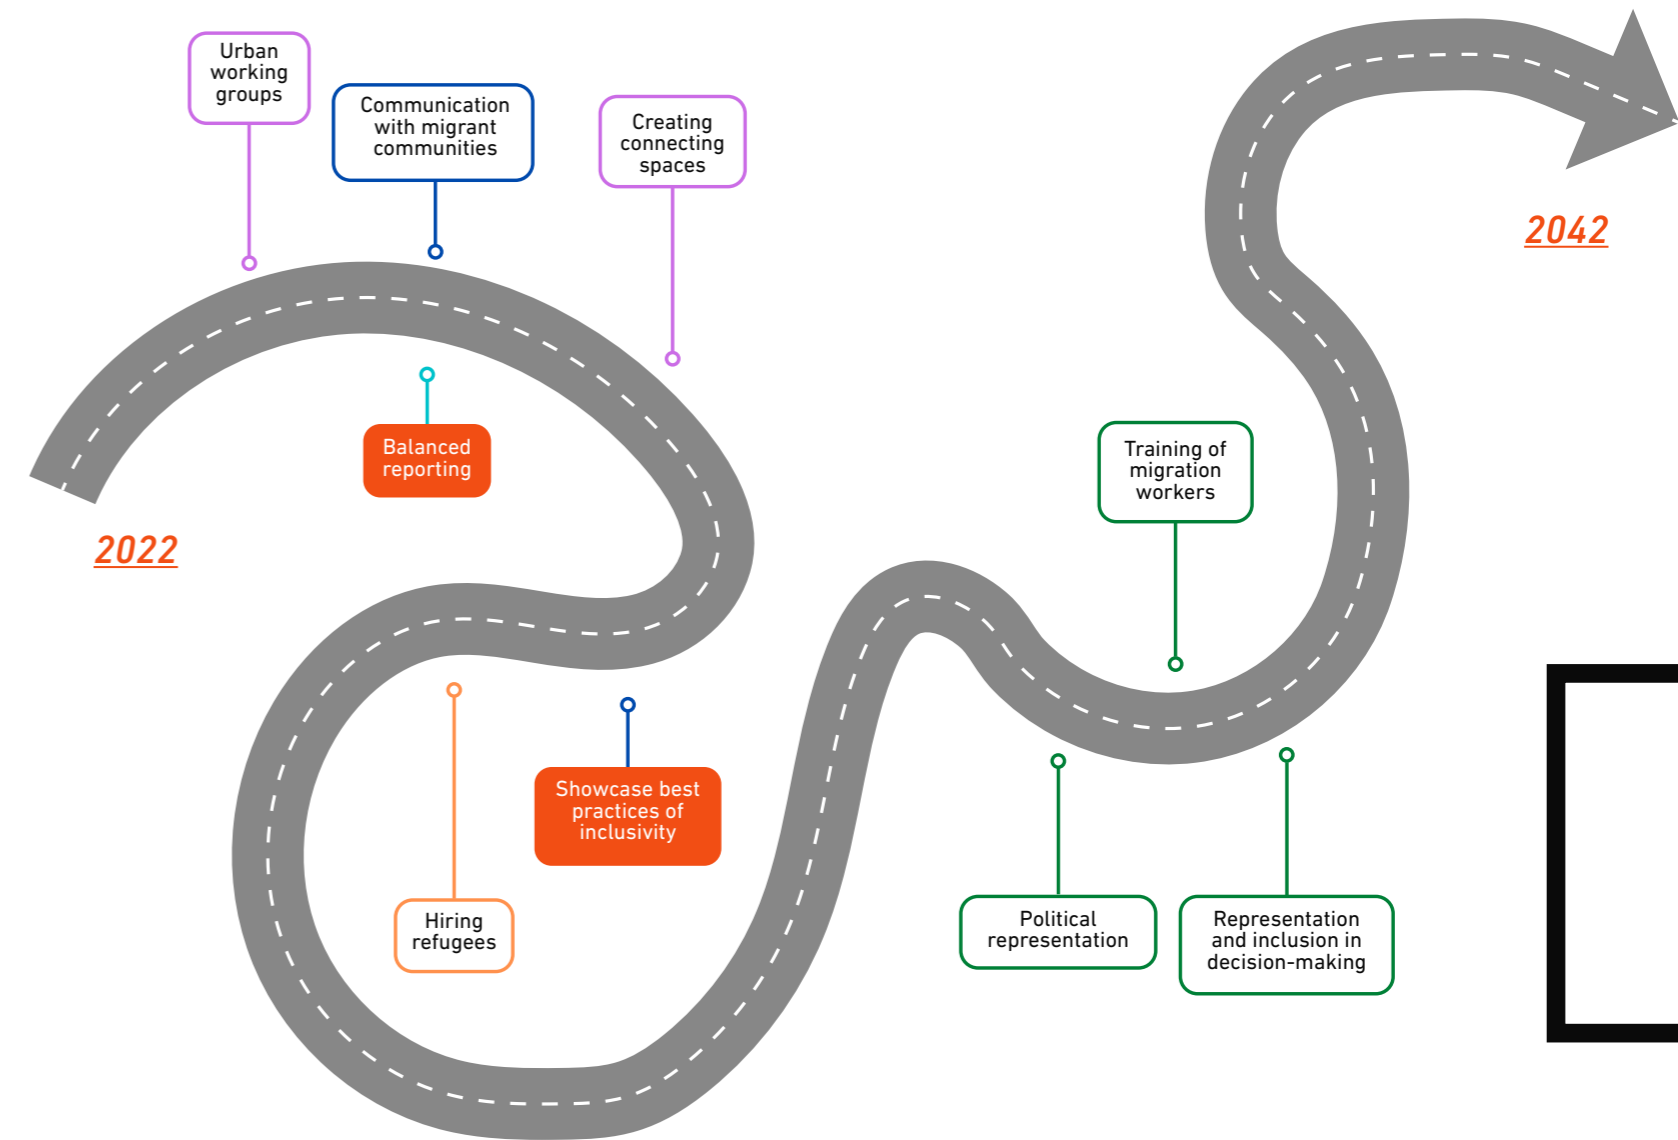 Urban
working
groups
Communication
with migrant
communities
Creating
connecting
spaces
2042
Balanced
reporting
Training of
migration
workers
2022
Showcase best
practices of
inclusivity
Hiring
refugees
Political
representation
Representation
and inclusion in
decision-making